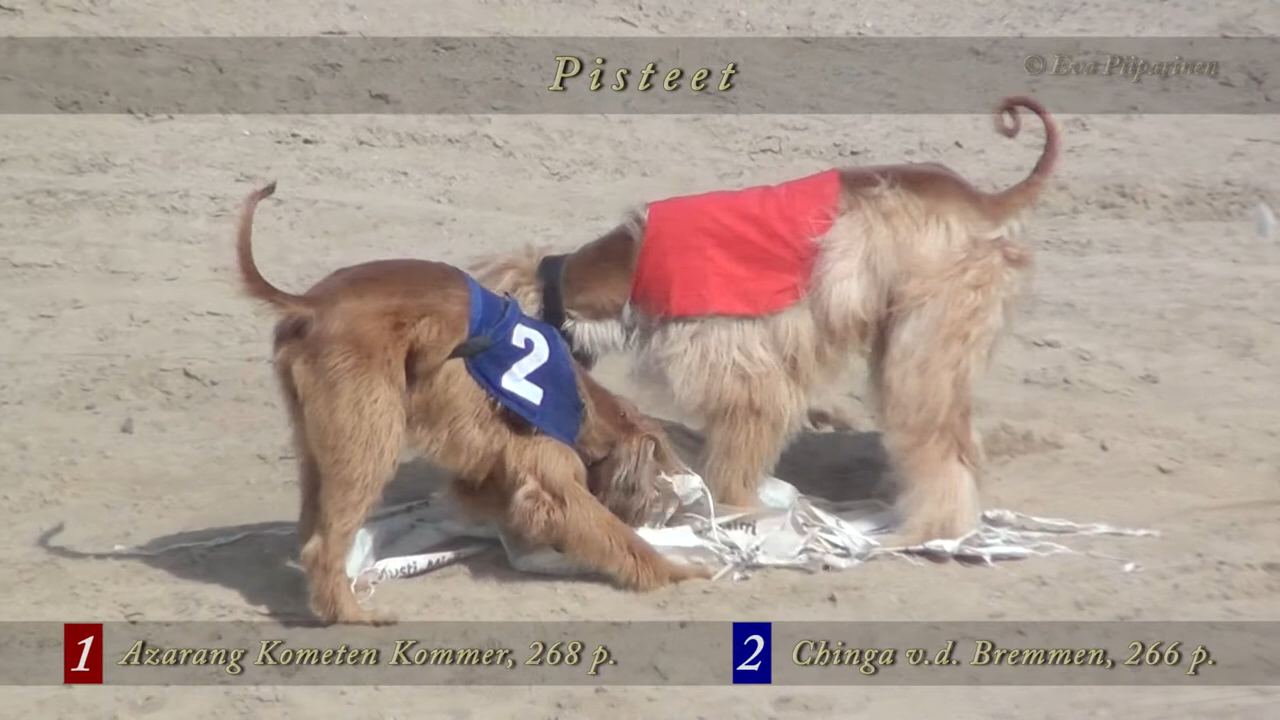 Pisteet
© Eva Piiparinen
2
1 Azarang Kometen Kommer, 268 p.
2 Chinga v.d. Bremmen, 266 p.